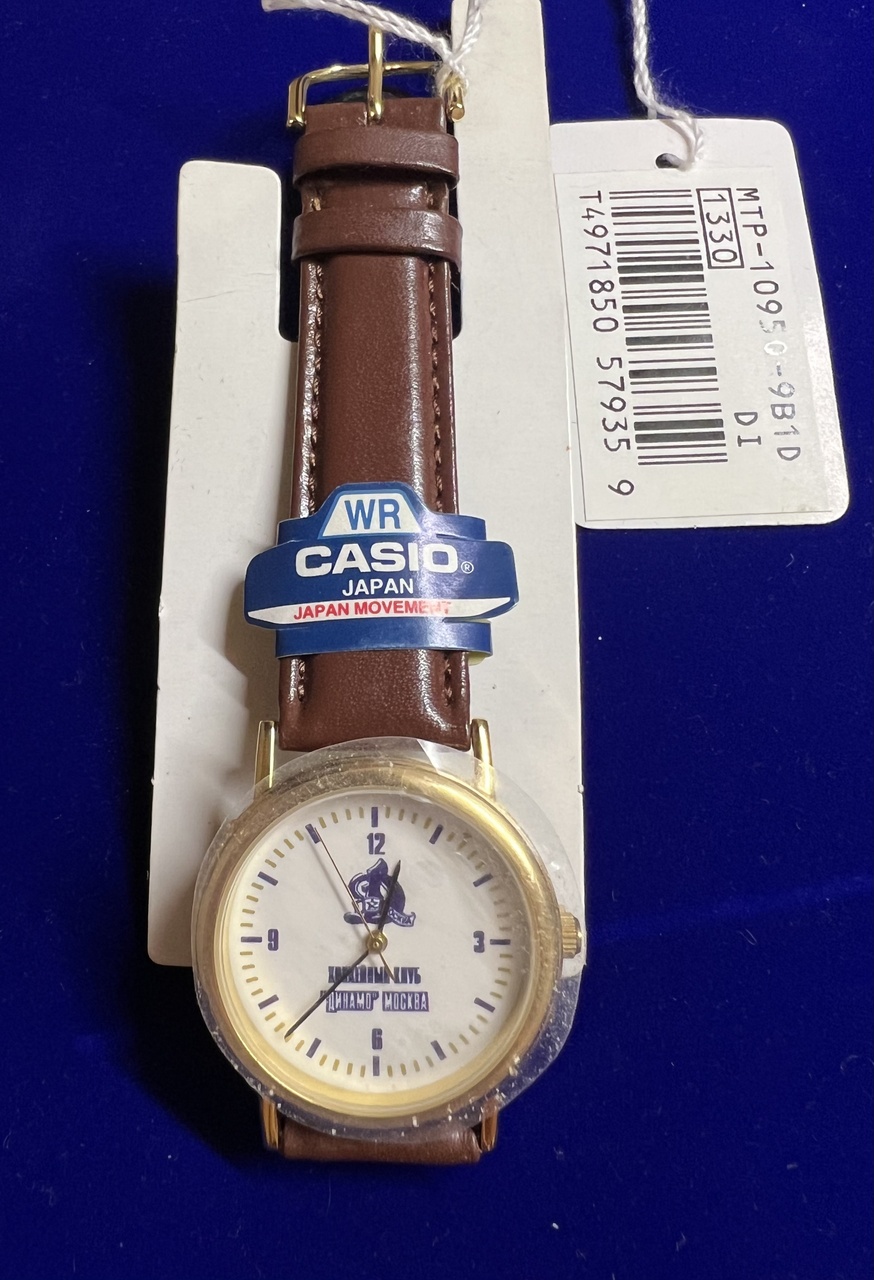 WR
CASIO®
JAPAN
JAPAN MOVEMENT
MTP-1095Q-9B1D
1330
DI
T4971850 57935 9
12
9
3
ХОККЕЙНЫЙ КЛУБ
"ДИНАМО" МОСКВА
6